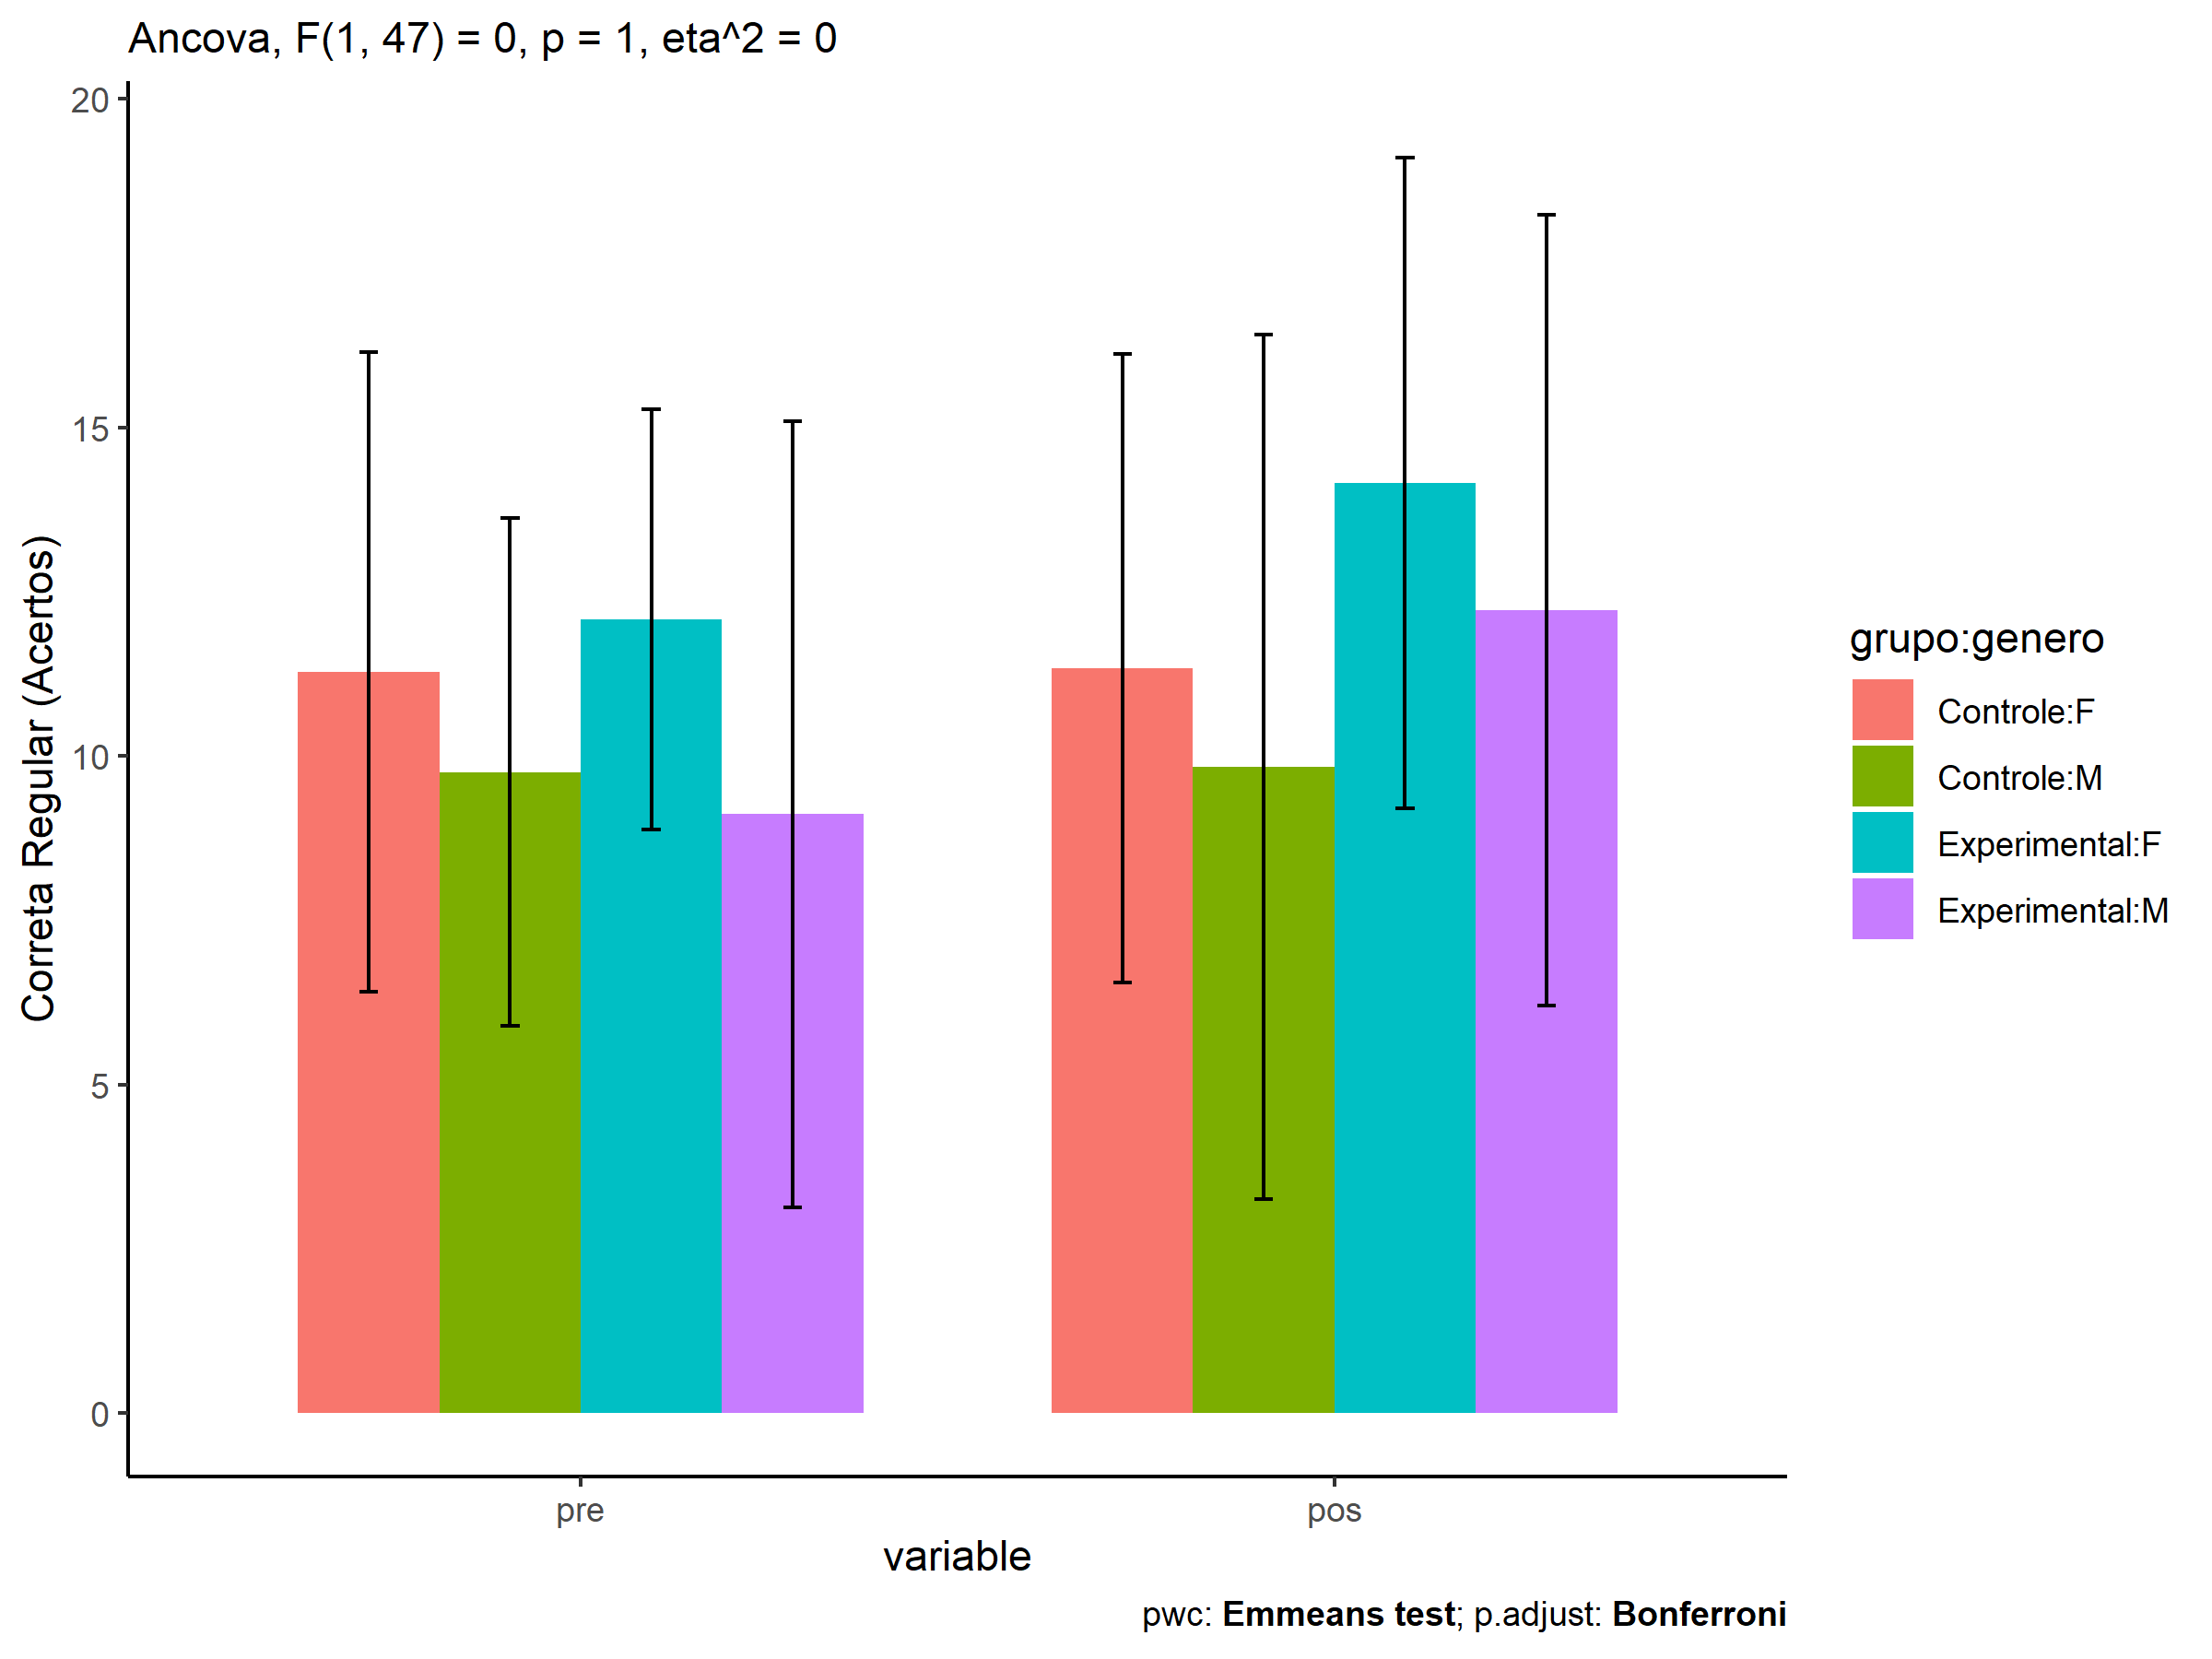 Ancova, F(1, 47) = 0, p = 1, eta^2 = 0
20
15
10
5
0
Correta Regular (Acertos)
pre
pos
variable
grupo:genero
Controle:F
Controle:M
Experimental:F
Experimental:M
pwc: Emmeans test; p.adjust: Bonferroni